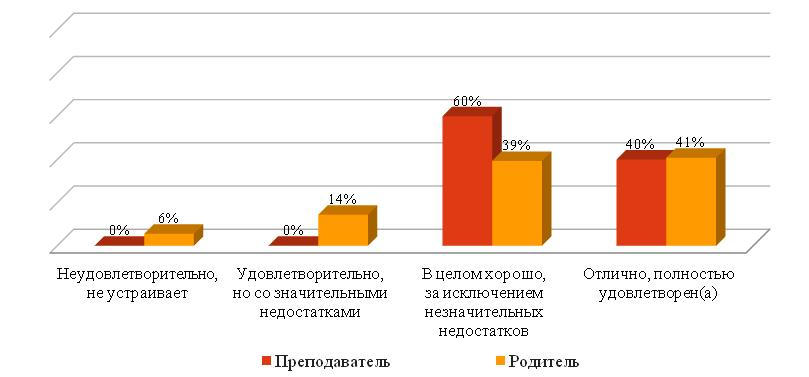 60%
39%
40%
41%
14%
6%
0%
0%
Неудовлетворительно,
не устраивает
Удовлетворительно,
но со значительными
недостатками
В целом хорошо,
за исключением
незначительных
недостатков
Отлично, полностью
удовлетворен(а)
Преподаватель
Родитель